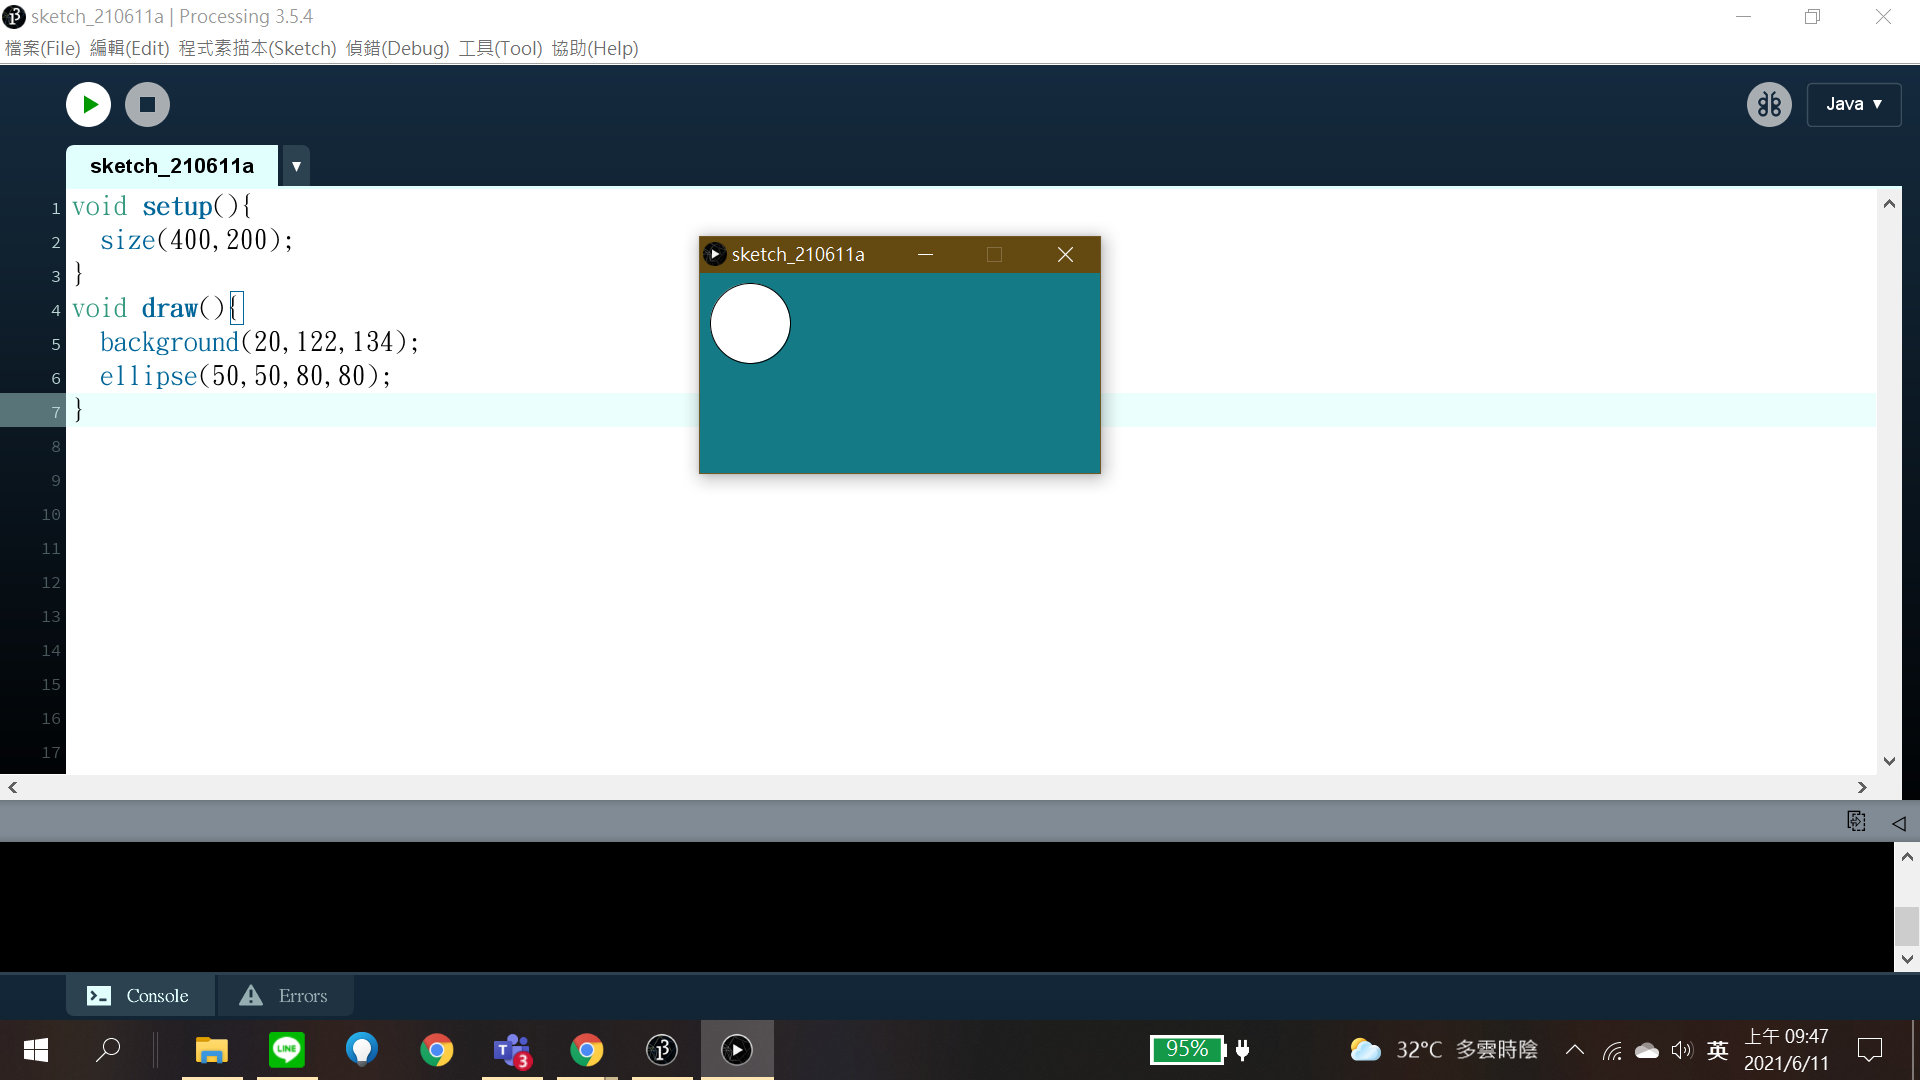 sketch_210611a | Processing 3.5.4
檔案(File) 編輯(Edit) 程式素描本(Sketch) 偵錯(Debug) 工具(Tool) 協助(Help)
Java ▼
sketch_210611a ▼
1 void setup(){
2 size(400,200);
3 }
4 void draw(){
5 background(20,122,134);
6 ellipse(50,50,80,80);
7 }
8
9
10
11
12
13
14
15
16
17
sketch_210611a
Console Errors
LINE
T 3
95%
32°C 多雲時陰
英
上午 09:47
2021/6/11